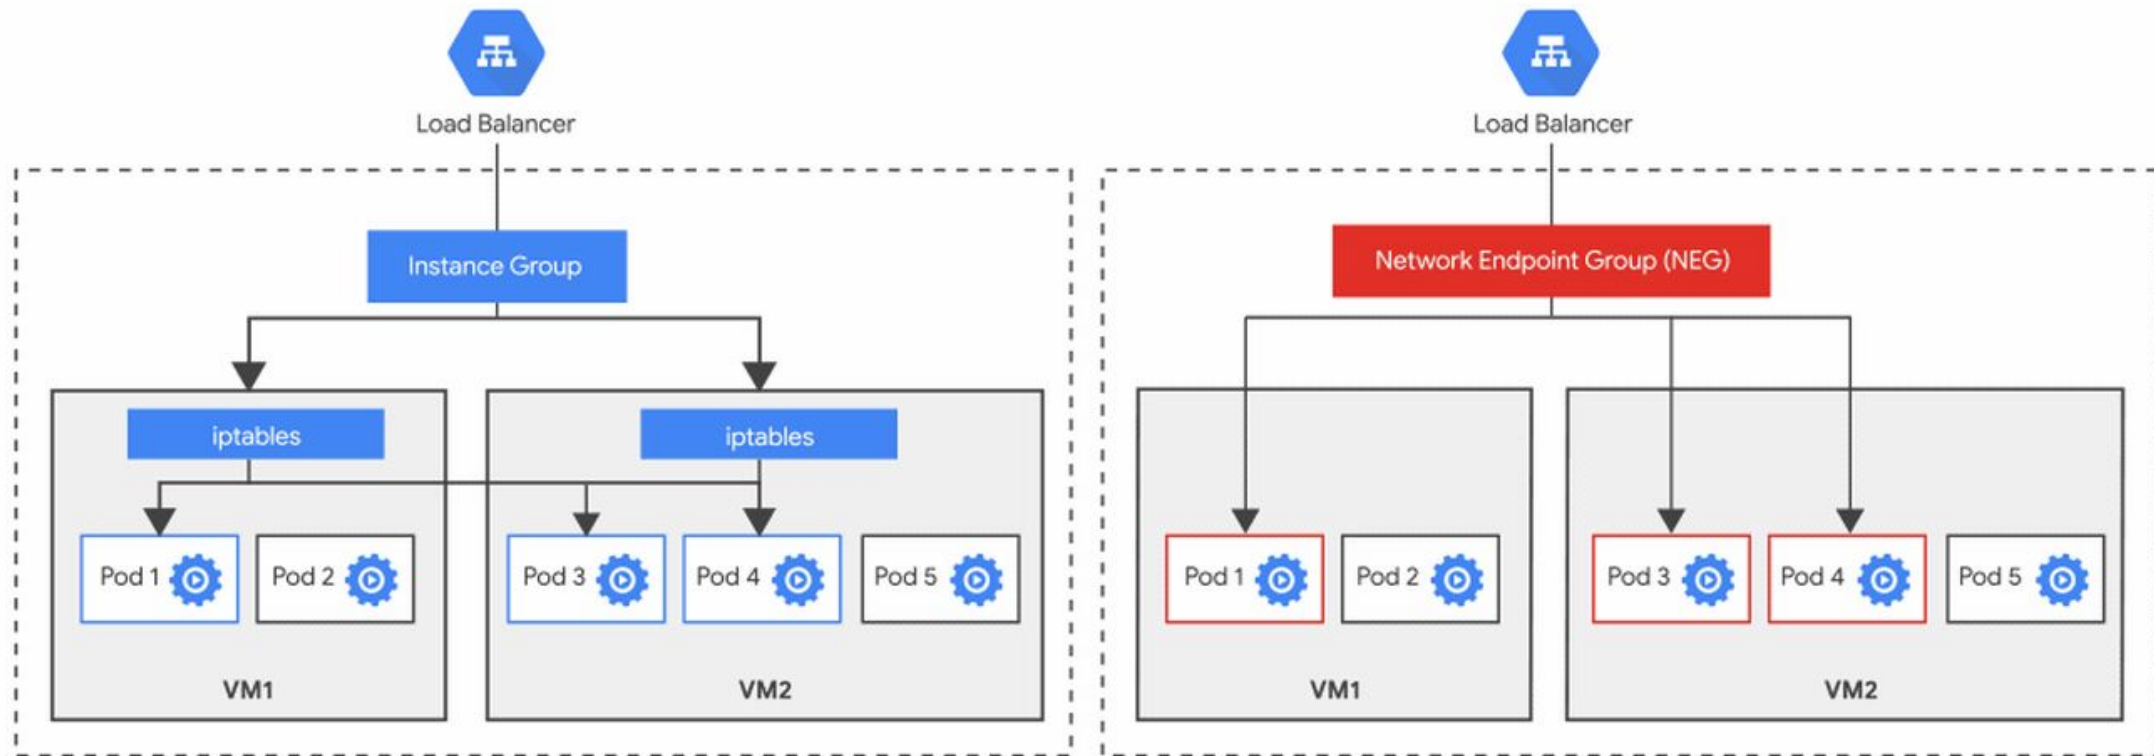 Load Balancer
Instance Group
iptables
iptables
Pod 1
Pod 2
Pod 3
Pod 4
Pod 5
VM1
VM2
Load Balancer
Network Endpoint Group (NEG)
Pod 1
Pod 2
Pod 3
Pod 4
Pod 5
VM1
VM2